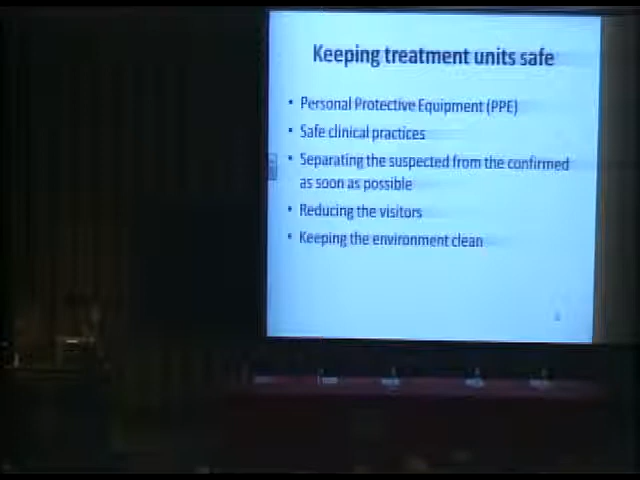 Keeping treatment units safe
• Personal Protective Equipment (PPE)
• Safe clinical practices
• Separating the suspected from the confirmed
as soon as possible
• Reducing the visitors
• Keeping the environment clean